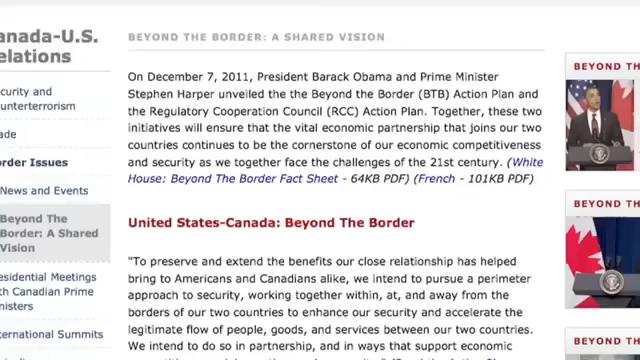 anada-U.S.
elations
curity and
unterterrorism
ade
order Issues
News and Events
Beyond The
Border: A Shared
Vision
esidential Meetings
th Canadian Prime
nisters
ternational Summits
BEYOND THE BORDER: A SHARED VISION
On December 7, 2011, President Barack Obama and Prime Minister
Stephen Harper unveiled the the Beyond the Border (BTB) Action Plan and
the Regulatory Cooperation Council (RCC) Action Plan. Together, these two
initiatives will ensure that the vital economic partnership that joins our two
countries continues to be the cornerstone of our economic competitiveness
and security as we together face the challenges of the 21st century. (White
House: Beyond The Border Fact Sheet - 64KB PDF) (French - 101KB PDF)
United States-Canada: Beyond The Border
"To preserve and extend the benefits our close relationship has helped
bring to Americans and Canadians alike, we intend to pursue a perimeter
approach to security, working together within, at, and away from the
borders of our two countries to enhance our security and accelerate the
legitimate flow of people, goods, and services between our two countries.
We intend to do so in partnership, and in ways that support economic
BEYOND TH
BEYOND TH
BEYOND TH